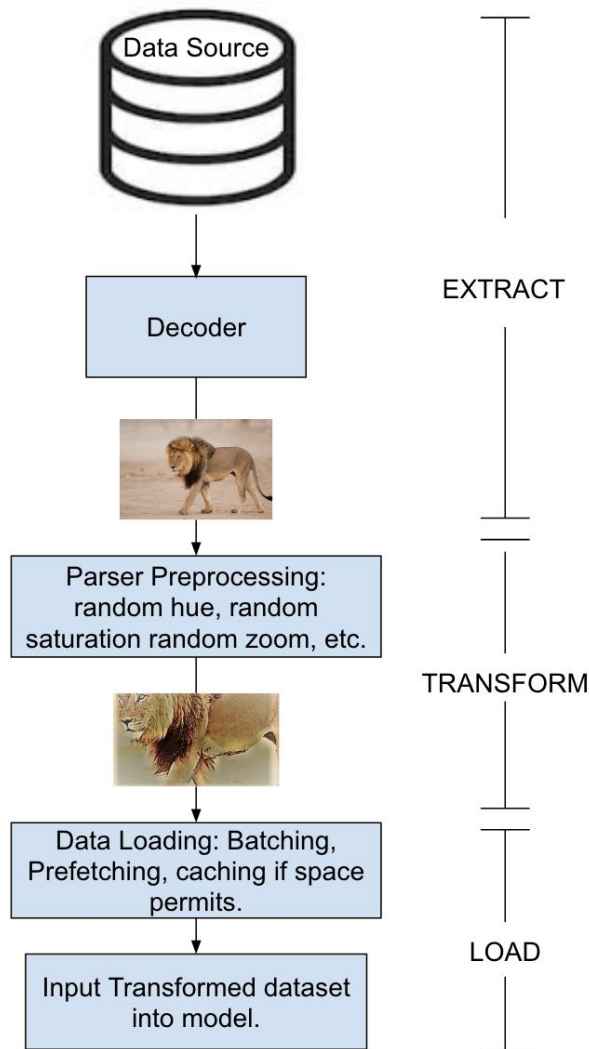 Data Source
Decoder
EXTRACT
Parser Preprocessing:
random hue, random
saturation random zoom, etc.
TRANSFORM
Data Loading: Batching,
Prefetching, caching if space
permits.
LOAD
Input Transformed dataset
into model.